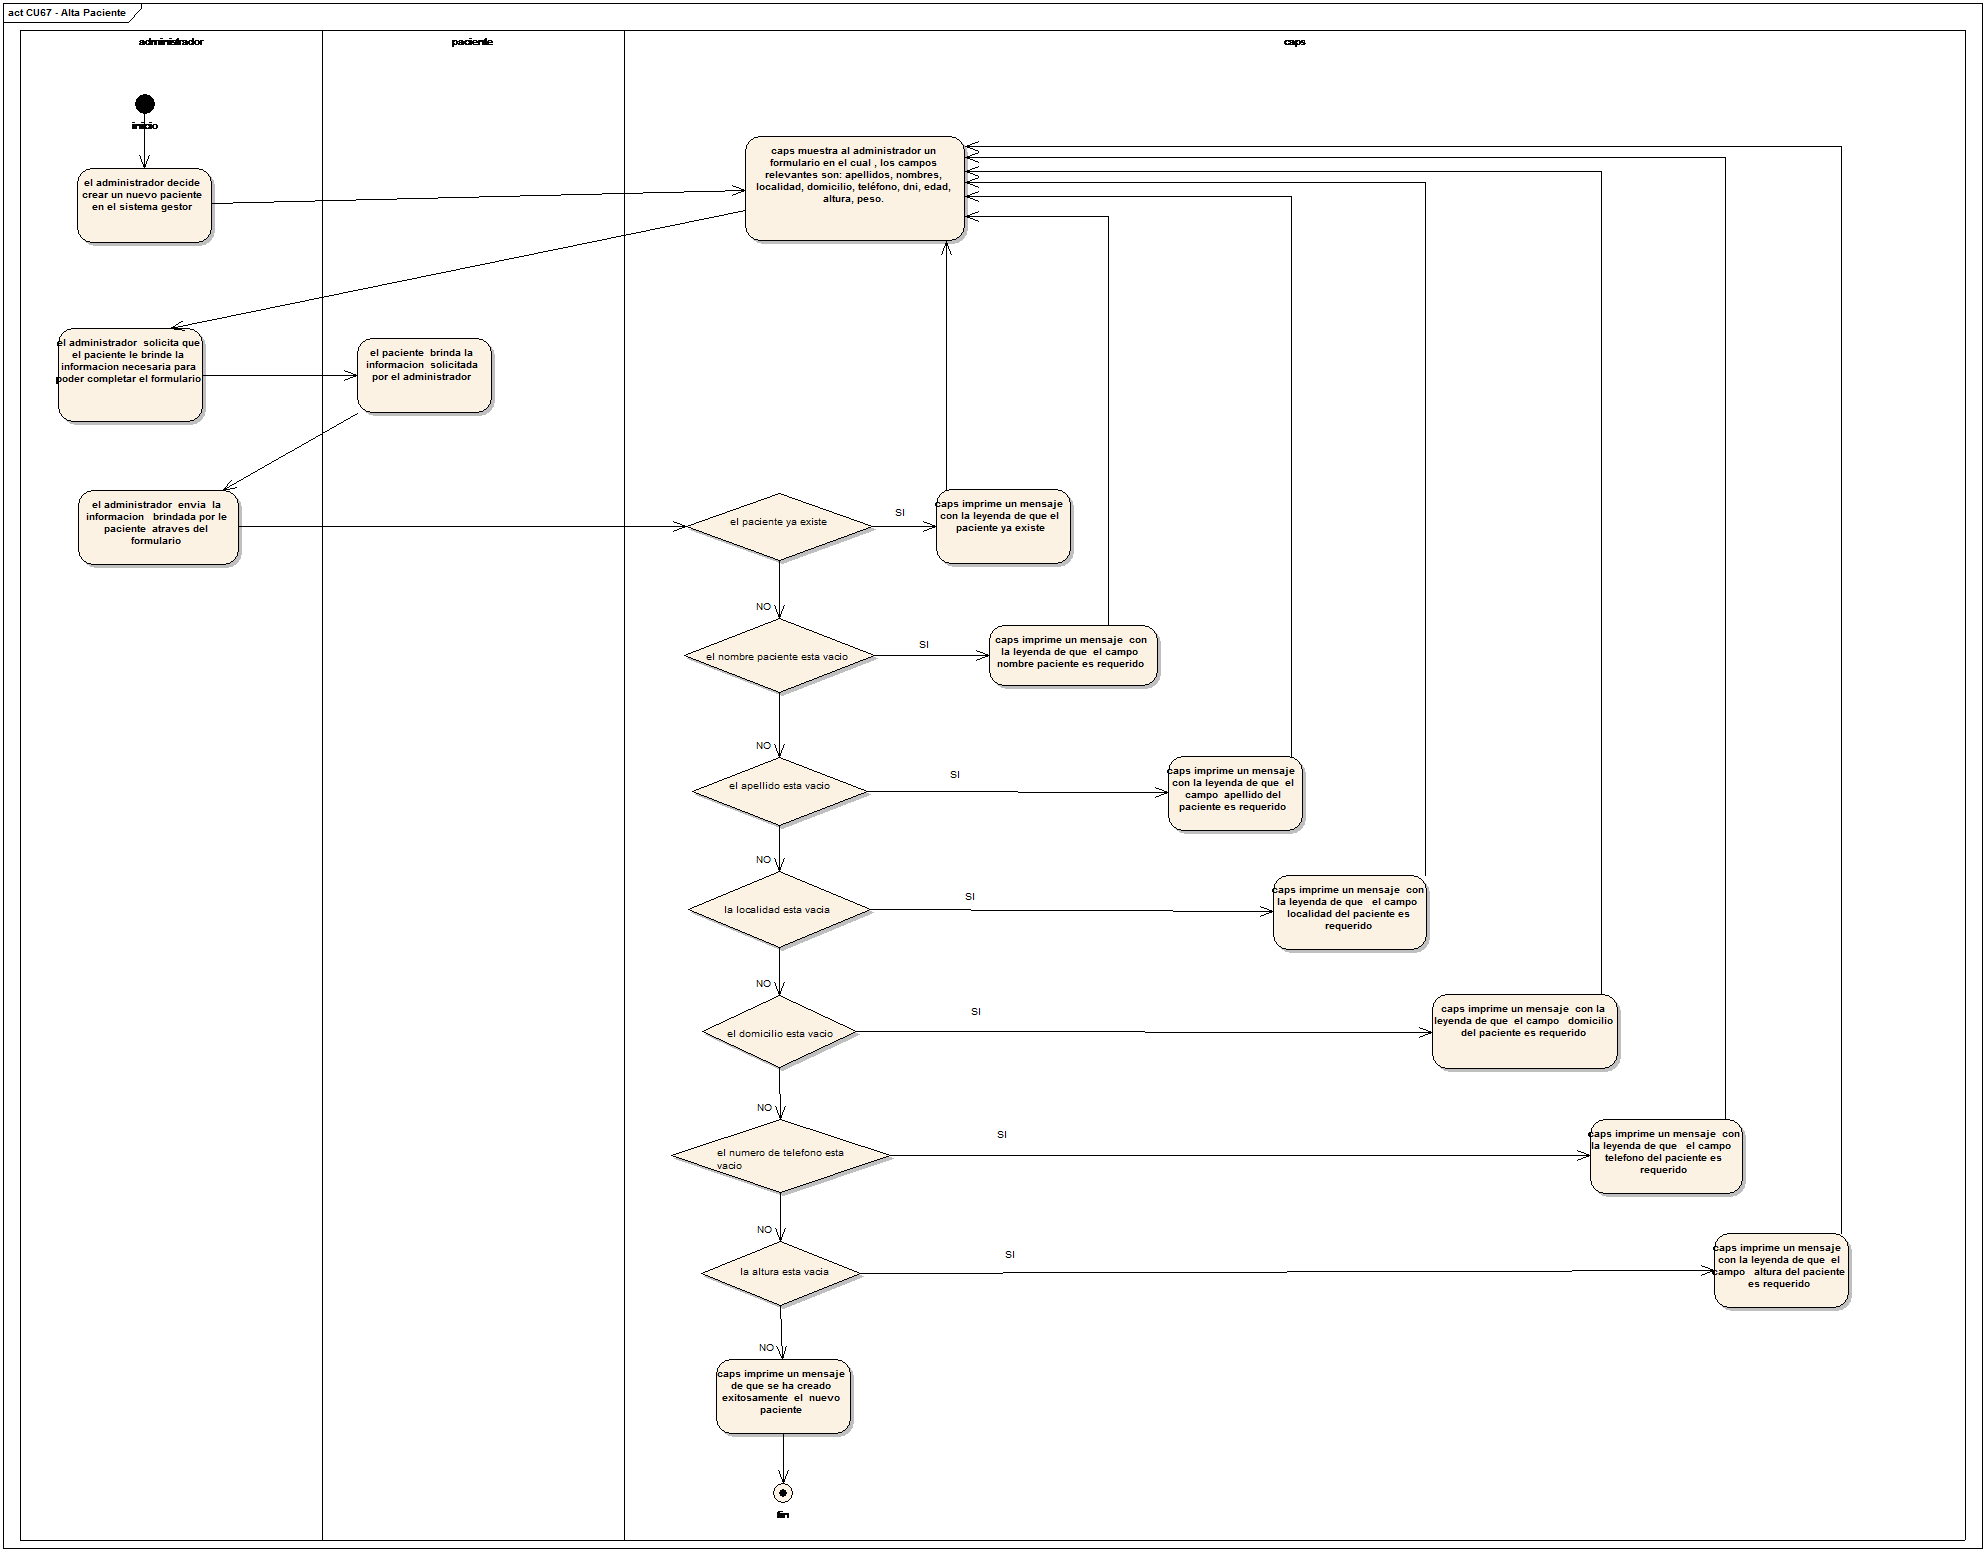 act CU67 - Alta Paciente
administrador
paciente
caps
inicio
el administrador decide
crear un nuevo paciente
en el sistema gestor
caps muestra al administrador un
formulario en el cual , los campos
relevantes son: apellidos, nombres,
localidad, domicilio, teléfono, dni, edad,
altura, peso.
el administrador  solicita que
el paciente le brinde la
informacion necesaria para
poder completar el formulario
el paciente  brinda la
informacion  solicitada
por el administrador
el administrador  envia  la
informacion   brindada por le
paciente  atraves del
formulario
el paciente ya existe
SI
caps imprime un mensaje
con la leyenda de que el
paciente ya existe
NO
el nombre paciente esta vacio
SI
caps imprime un mensaje  con
la leyenda de que  el campo
nombre paciente es requerido
NO
el apellido esta vacio
SI
caps imprime un mensaje
con la leyenda de que  el
campo  apellido del
paciente es requerido
NO
la localidad esta vacia
SI
caps imprime un mensaje  con
la leyenda de que   el campo
localidad del paciente es
requerido
NO
el domicilio esta vacio
SI
caps imprime un mensaje  con la
leyenda de que  el campo   domicilio
del paciente es requerido
NO
el numero de telefono esta
vacio
SI
caps imprime un mensaje  con
la leyenda de que   el campo
telefono del paciente es
requerido
NO
la altura esta vacia
SI
caps imprime un mensaje
con la leyenda de que  el
campo   altura del paciente
es requerido
NO
caps imprime un mensaje
de que se ha creado
exitosamente  el  nuevo
paciente
fin